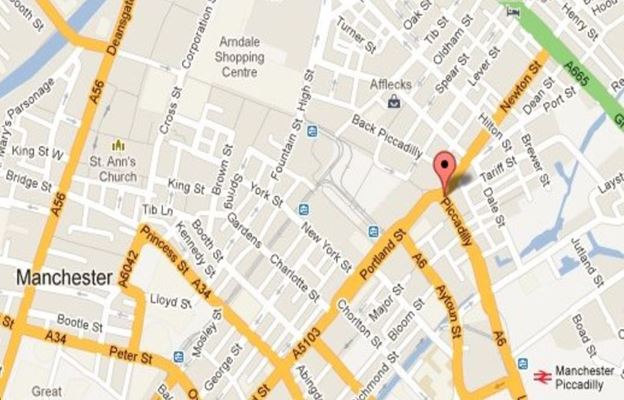 Booth St
Deansgate
A56
Corporation St
Arndale
Shopping
Centre
Turner St
Oak St
Tib St
Oldham St
Spear St
Lever St
Henry St
Hood St
A665
Newton St
Afflecks
Back Piccadilly
Hilton St
Dean St
Port St
Brewer St
Tariff St
Dale St
High St
Fountain St
Cross St
Parsonage
St. Ann's
Church
King St W
Bridge St
A56
King St
Brown St
Spring
Gardens
York St
New York St
Tib Ln
Princess St
A34
Kennedy St
Booth St
Charlotte St
Portland St
Piccadilly
A6
Aytoun St
A6
Jutland St
Manchester
A6042
Lloyd St
Bootle St
A34
Peter St
Mosley St
George St
A5103
Chorlton St
Major St
Bloom St
Richmond St
Manchester
Piccadilly
Great